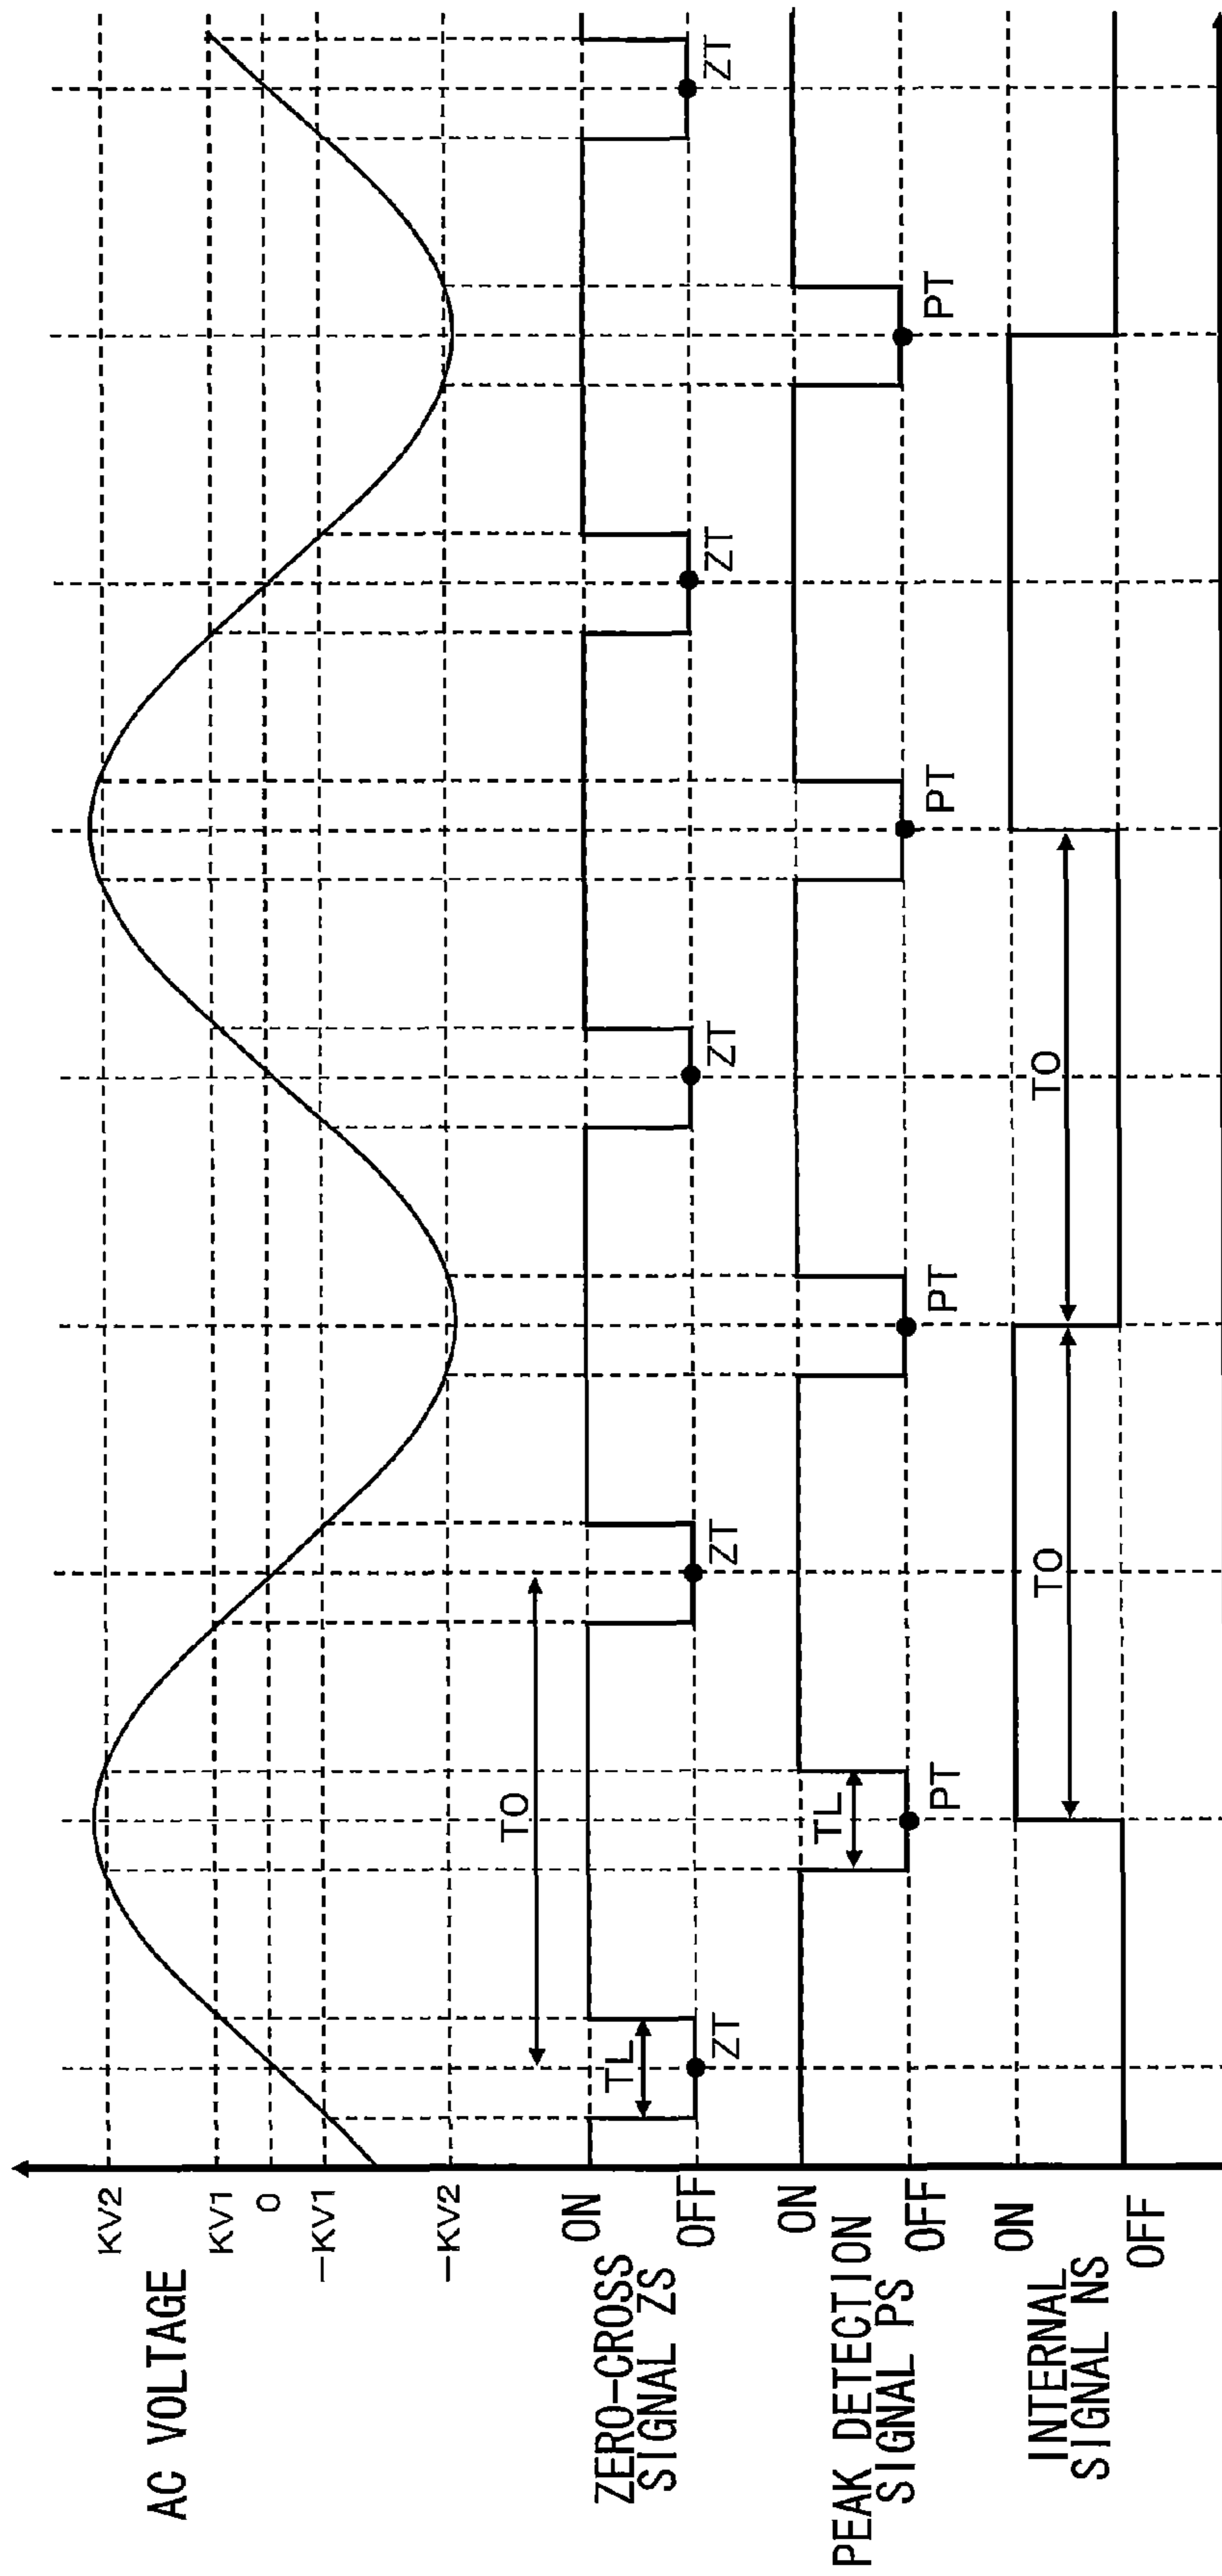 AC VOLTAGE
KV2
KV1
0
-KV1
-KV2
ZERO-CROSS
SIGNAL ZS
ON
OFF
TL
TO
ZT
ZT
ZT
ZT
ZT
PEAK DETECTION
SIGNAL PS
ON
OFF
TL
PT
PT
PT
PT
INTERNAL
SIGNAL NS
ON
OFF
TO
TO